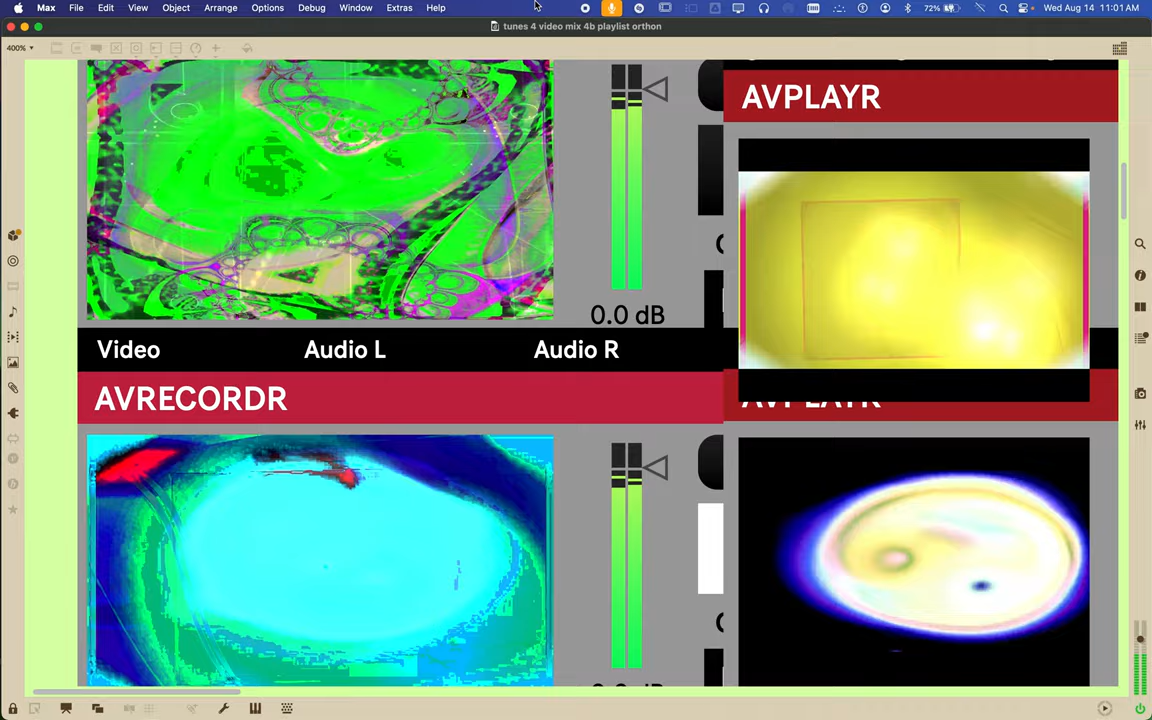 Max File Edit View Object Arrange Options Debug Window Extras Help 72% Wed Aug 14 11:01 AM
tunes 4 video mix 4b playlist orthon
400%
AVPLAYR
0.0 dB
Video Audio L Audio R
AVRECORDR
AVPLAYR